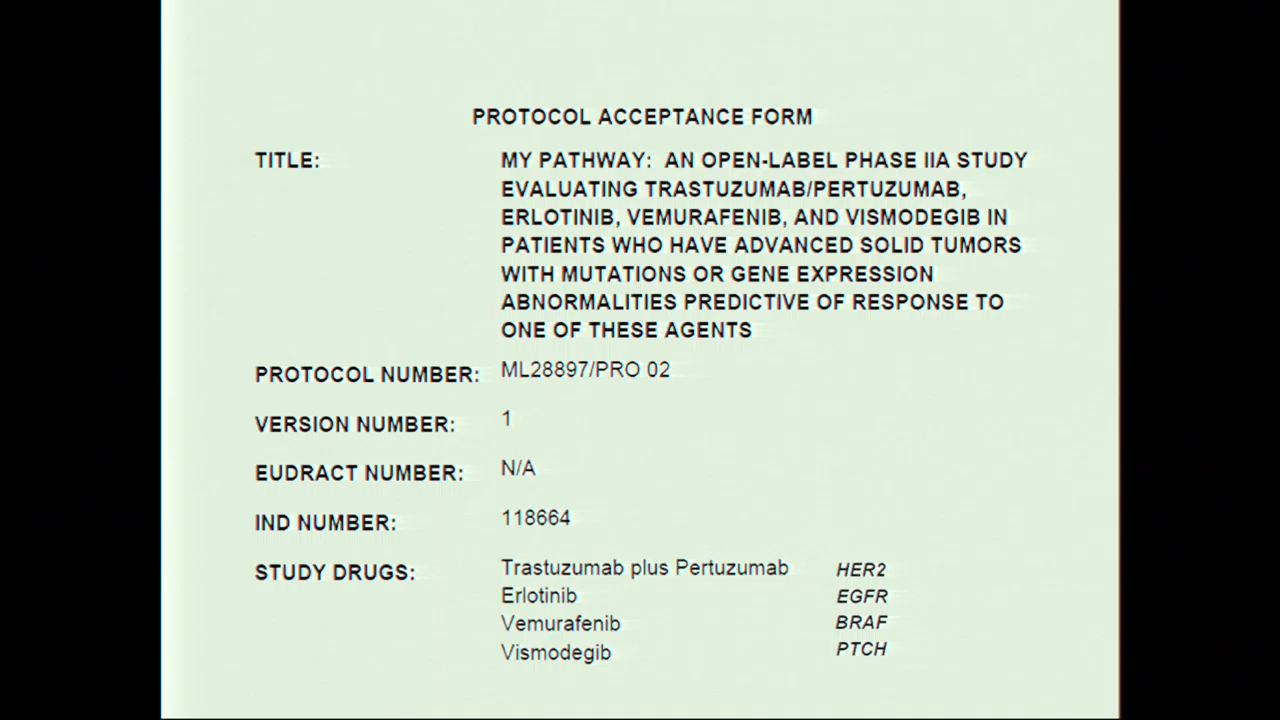 PROTOCOL ACCEPTANCE FORM
TITLE: MY PATHWAY: AN OPEN-LABEL PHASE IIA STUDY
EVALUATING TRASTUZUMAB/PERTUZUMAB,
ERLOTINIB, VEMURAFENIB, AND VISMODEGIB IN
PATIENTS WHO HAVE ADVANCED SOLID TUMORS
WITH MUTATIONS OR GENE EXPRESSION
ABNORMALITIES PREDICTIVE OF RESPONSE TO
ONE OF THESE AGENTS
PROTOCOL NUMBER: ML28897/PRO 02
VERSION NUMBER: 1
EUDRACT NUMBER: N/A
IND NUMBER: 118664
STUDY DRUGS: Trastuzumab plus Pertuzumab HER2
Erlotinib EGFR
Vemurafenib BRAF
Vismodegib PTCH